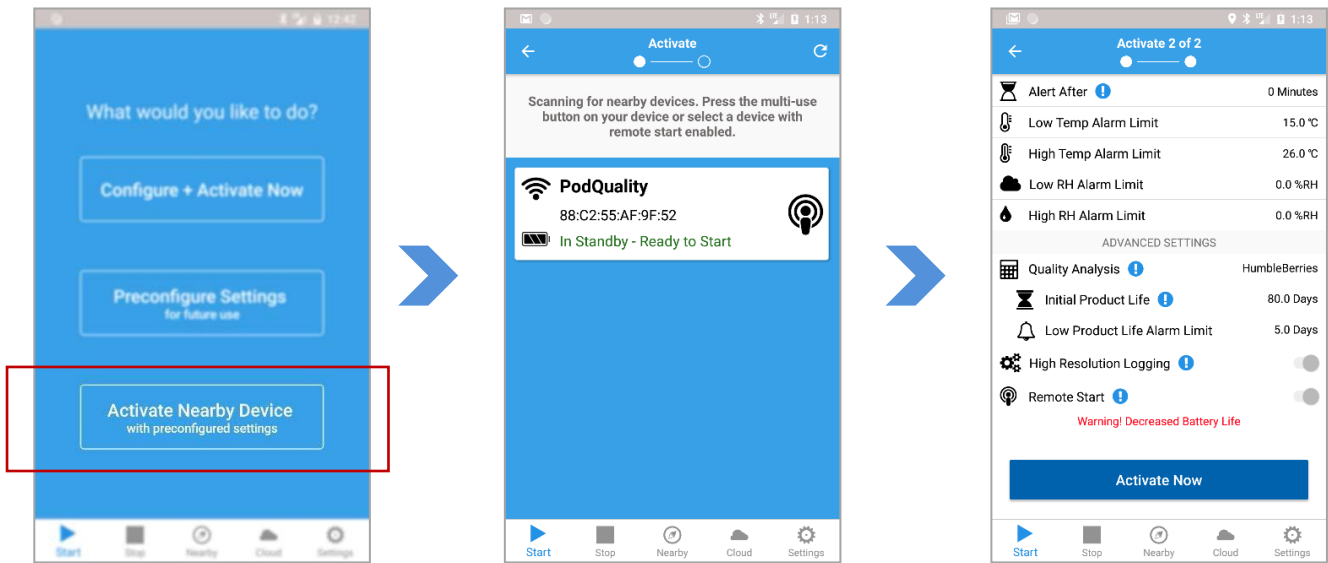 12:42
What would you like to do?
Configure + Activate Now
Preconfigure Settings
for future use
Activate Nearby Device
with preconfigured settings
Start
Stop
Nearby
Cloud
Settings
LTE
1:13
Activate
Scanning for nearby devices. Press the multi-use
button on your device or select a device with
remote start enabled.
PodQuality
88:C2:55:AF:9F:52
In Standby - Ready to Start
Start
Stop
Nearby
Cloud
Settings
LTE
1:13
Activate 2 of 2
Alert After 0 Minutes
Low Temp Alarm Limit 15.0 °C
High Temp Alarm Limit 26.0 °C
Low RH Alarm Limit 0.0 %RH
High RH Alarm Limit 0.0 %RH
ADVANCED SETTINGS
Quality Analysis HumbleBerries
Initial Product Life 80.0 Days
Low Product Life Alarm Limit 5.0 Days
High Resolution Logging
Remote Start
Warning! Decreased Battery Life
Activate Now
Start
Stop
Nearby
Cloud
Settings